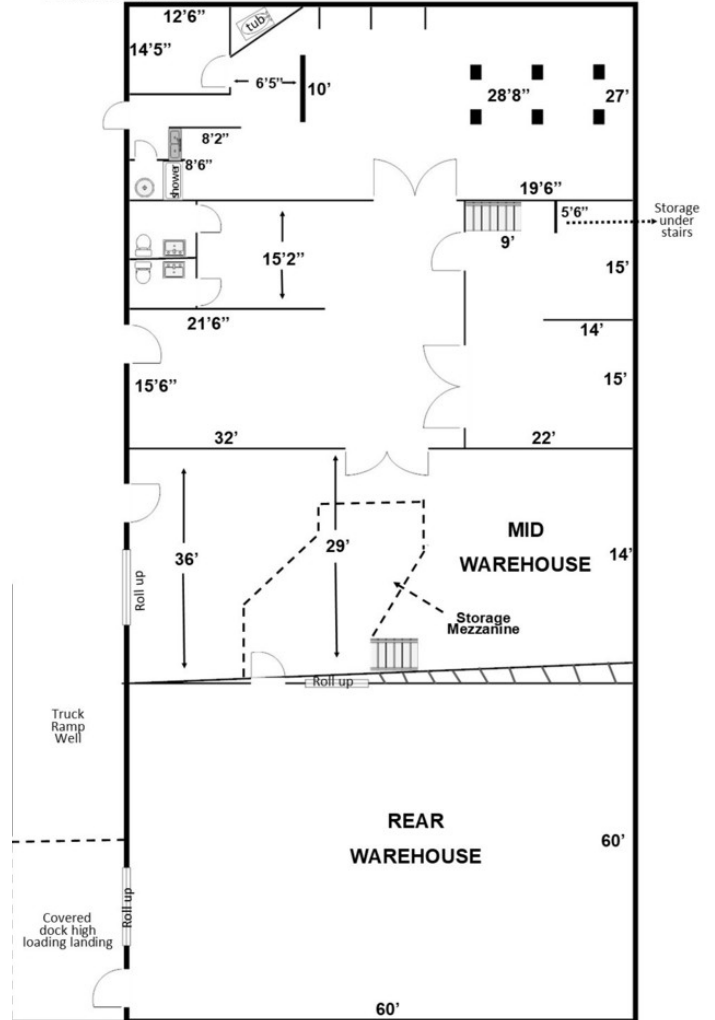 12'6”
tub
14'5”
6'5”
10'
28'8”
27'
8'2”
8'6”
shower
19'6”
5'6”
Storage
under
stairs
9'
15'2”
15'
21'6”
14'
15'6”
15'
32'
22'
36'
29'
MID
WAREHOUSE
14'
Roll up
Storage
Mezzanine
Roll up
Truck
Ramp
Well
REAR
WAREHOUSE
60'
Roll up
Covered
dock high
loading landing
60'